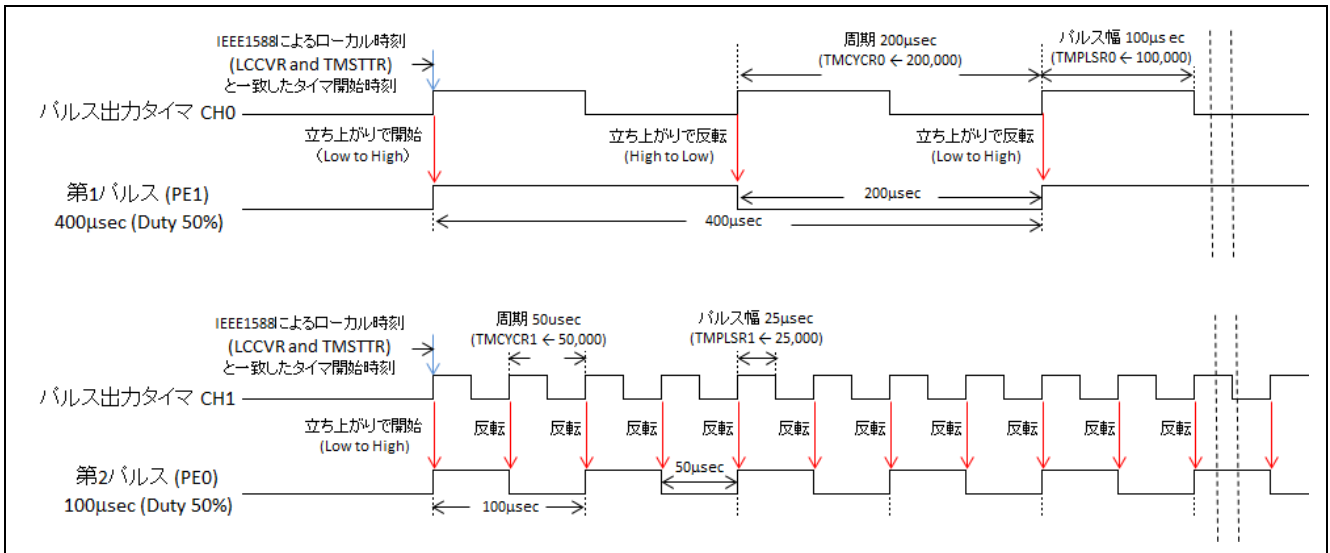 IEEE1588によるローカル時刻
(LCCVR and TMSTTR)
と一致したタイマ開始時刻
周期 200μsec
(TMCYCR0 ← 200,000)
パルス幅 100μs ec
(TMPLSR0 ← 100,000)
パルス出力タイマ CH0
立ち上がりで開始
(Low to High)
立ち上がりで反転
(High to Low)
立ち上がりで反転
(Low to High)
第1パルス (PE1)
400μsec (Duty 50%)
200μsec
400μsec
IEEE1588によるローカル時刻
(LCCVR and TMSTTR)
と一致したタイマ開始時刻
周期 50usec
(TMCYCR1 ← 50,000)
パルス幅 25μsec
(TMPLSR1 ← 25,000)
パルス出力タイマ CH1
立ち上がりで開始
(Low to High)
反転
反転
反転
反転
反転
反転
反転
反転
反転
反転
第2パルス (PE0)
100μsec (Duty 50%)
50μsec
100μsec